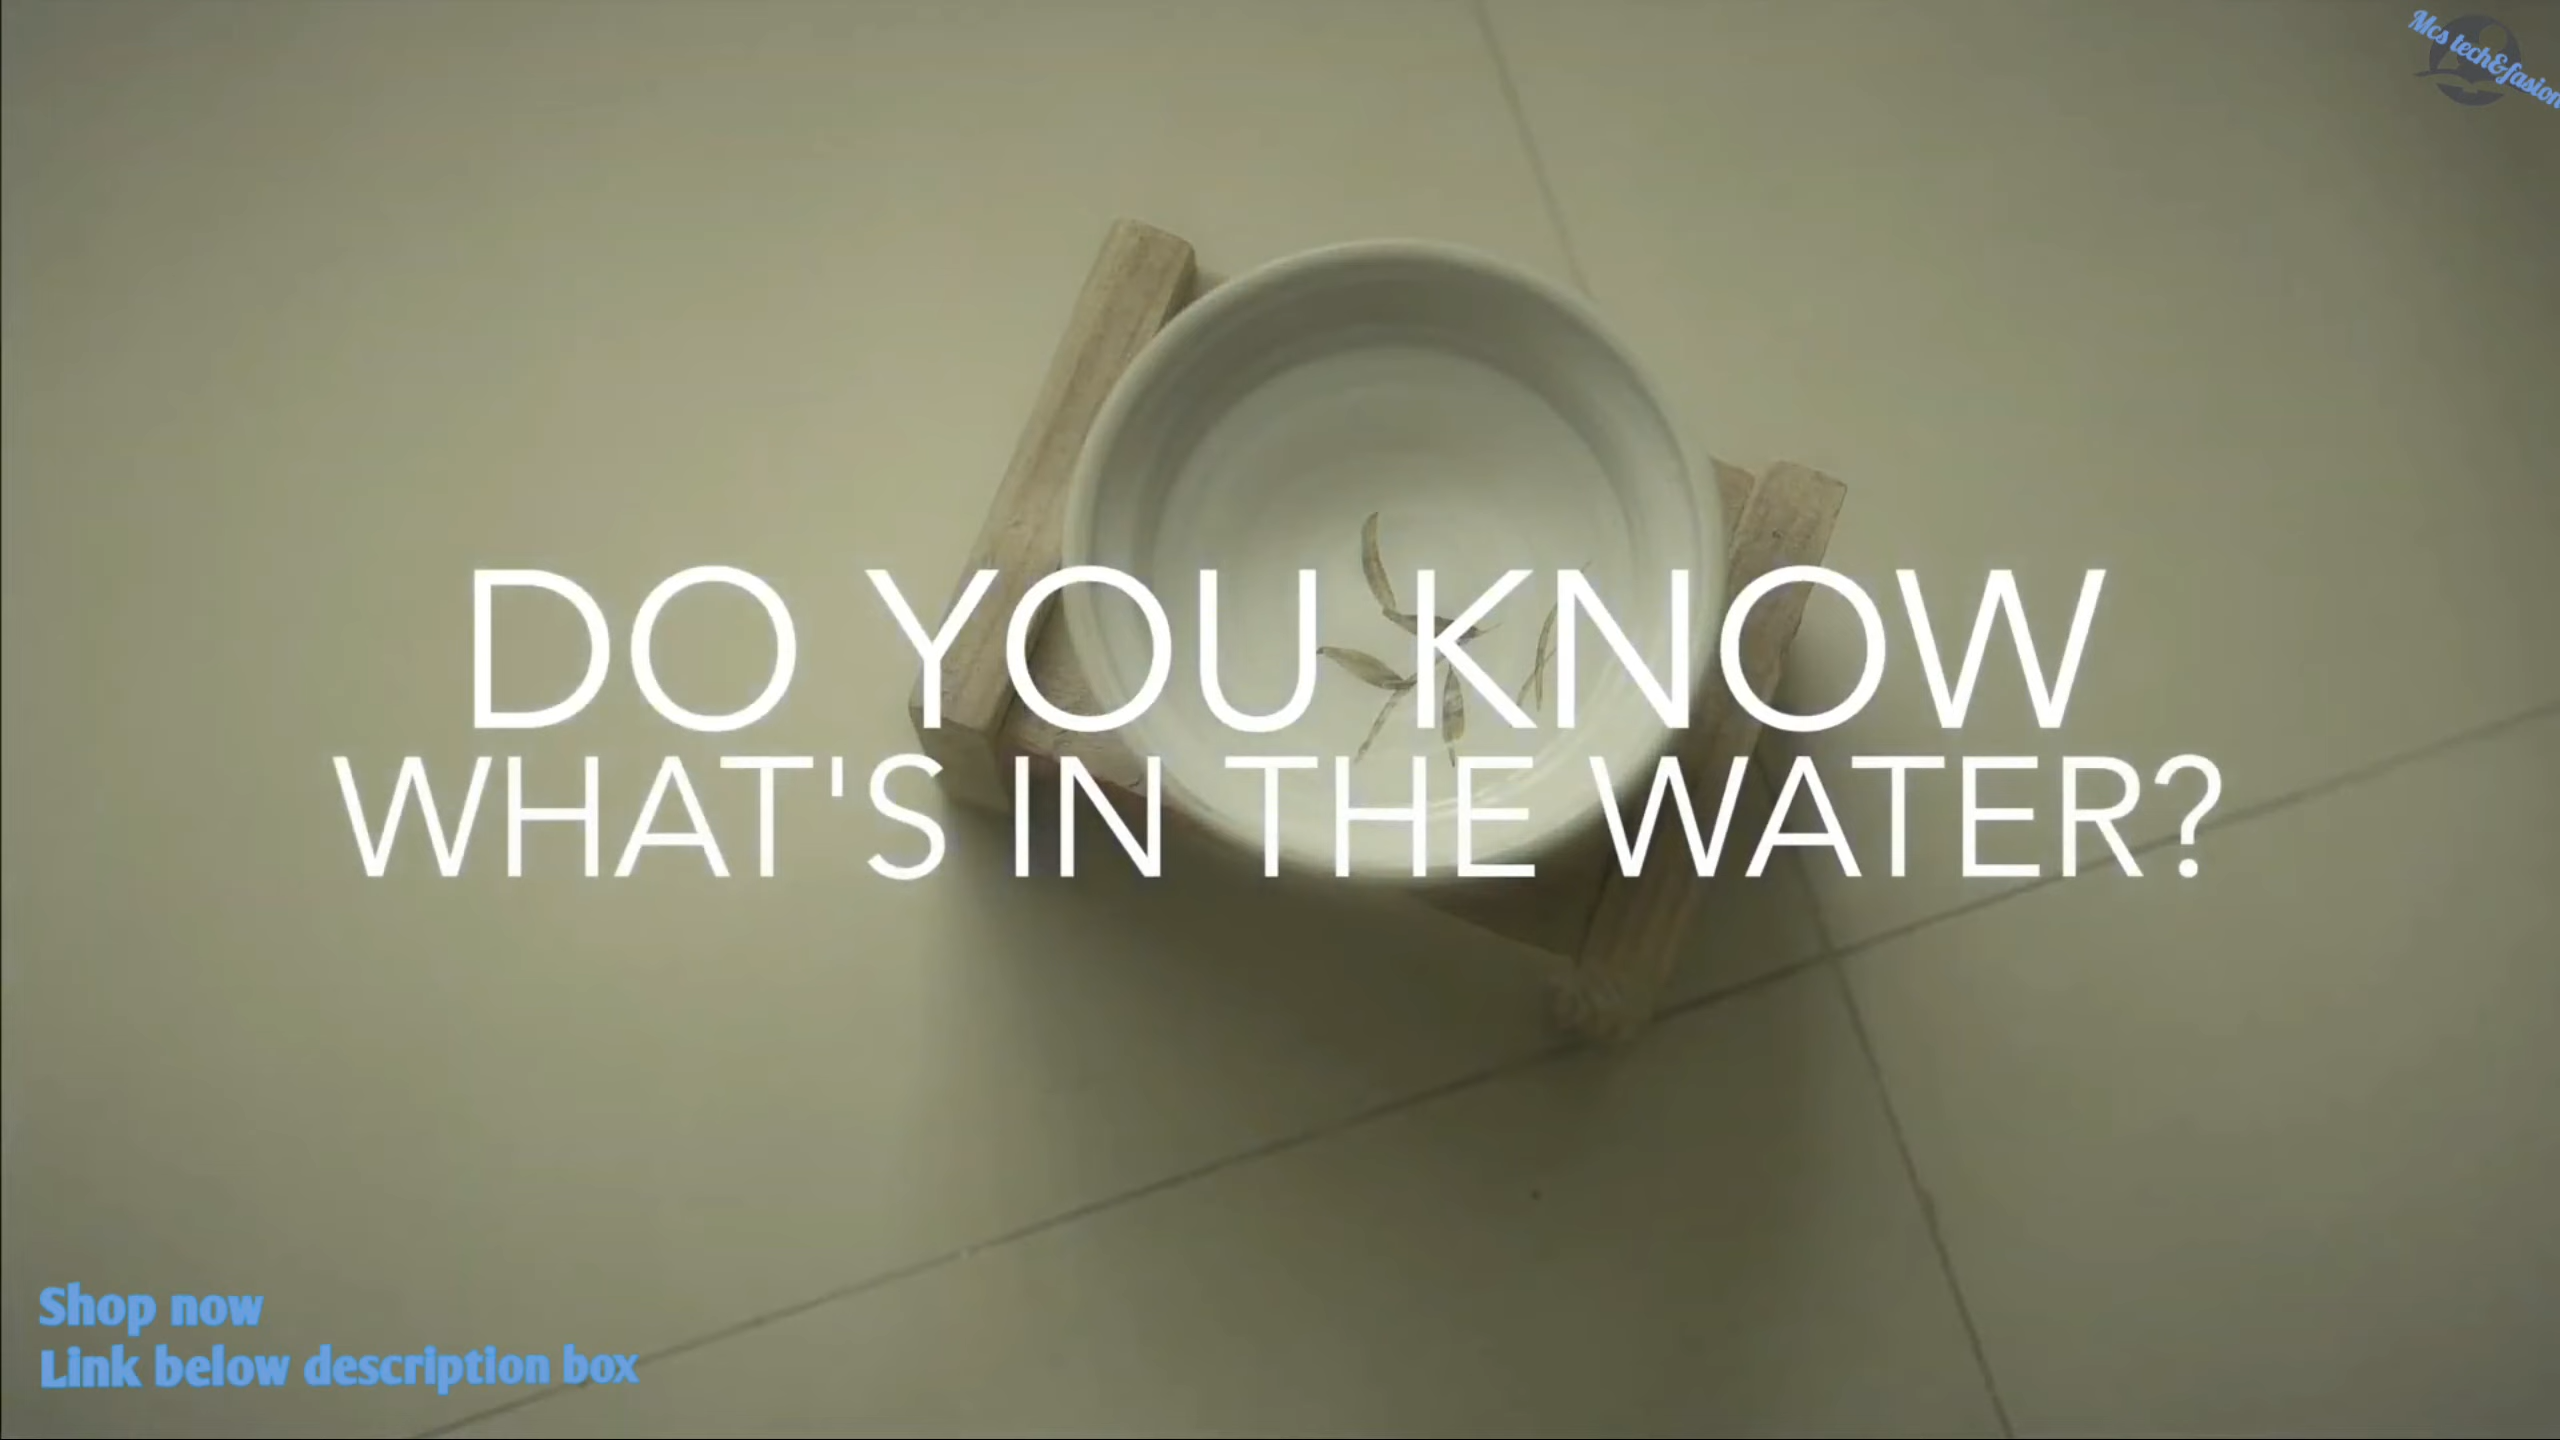 Mcs tech&fasion
DO YOU KNOW
WHAT'S IN THE WATER?
Shop now
Link below description box